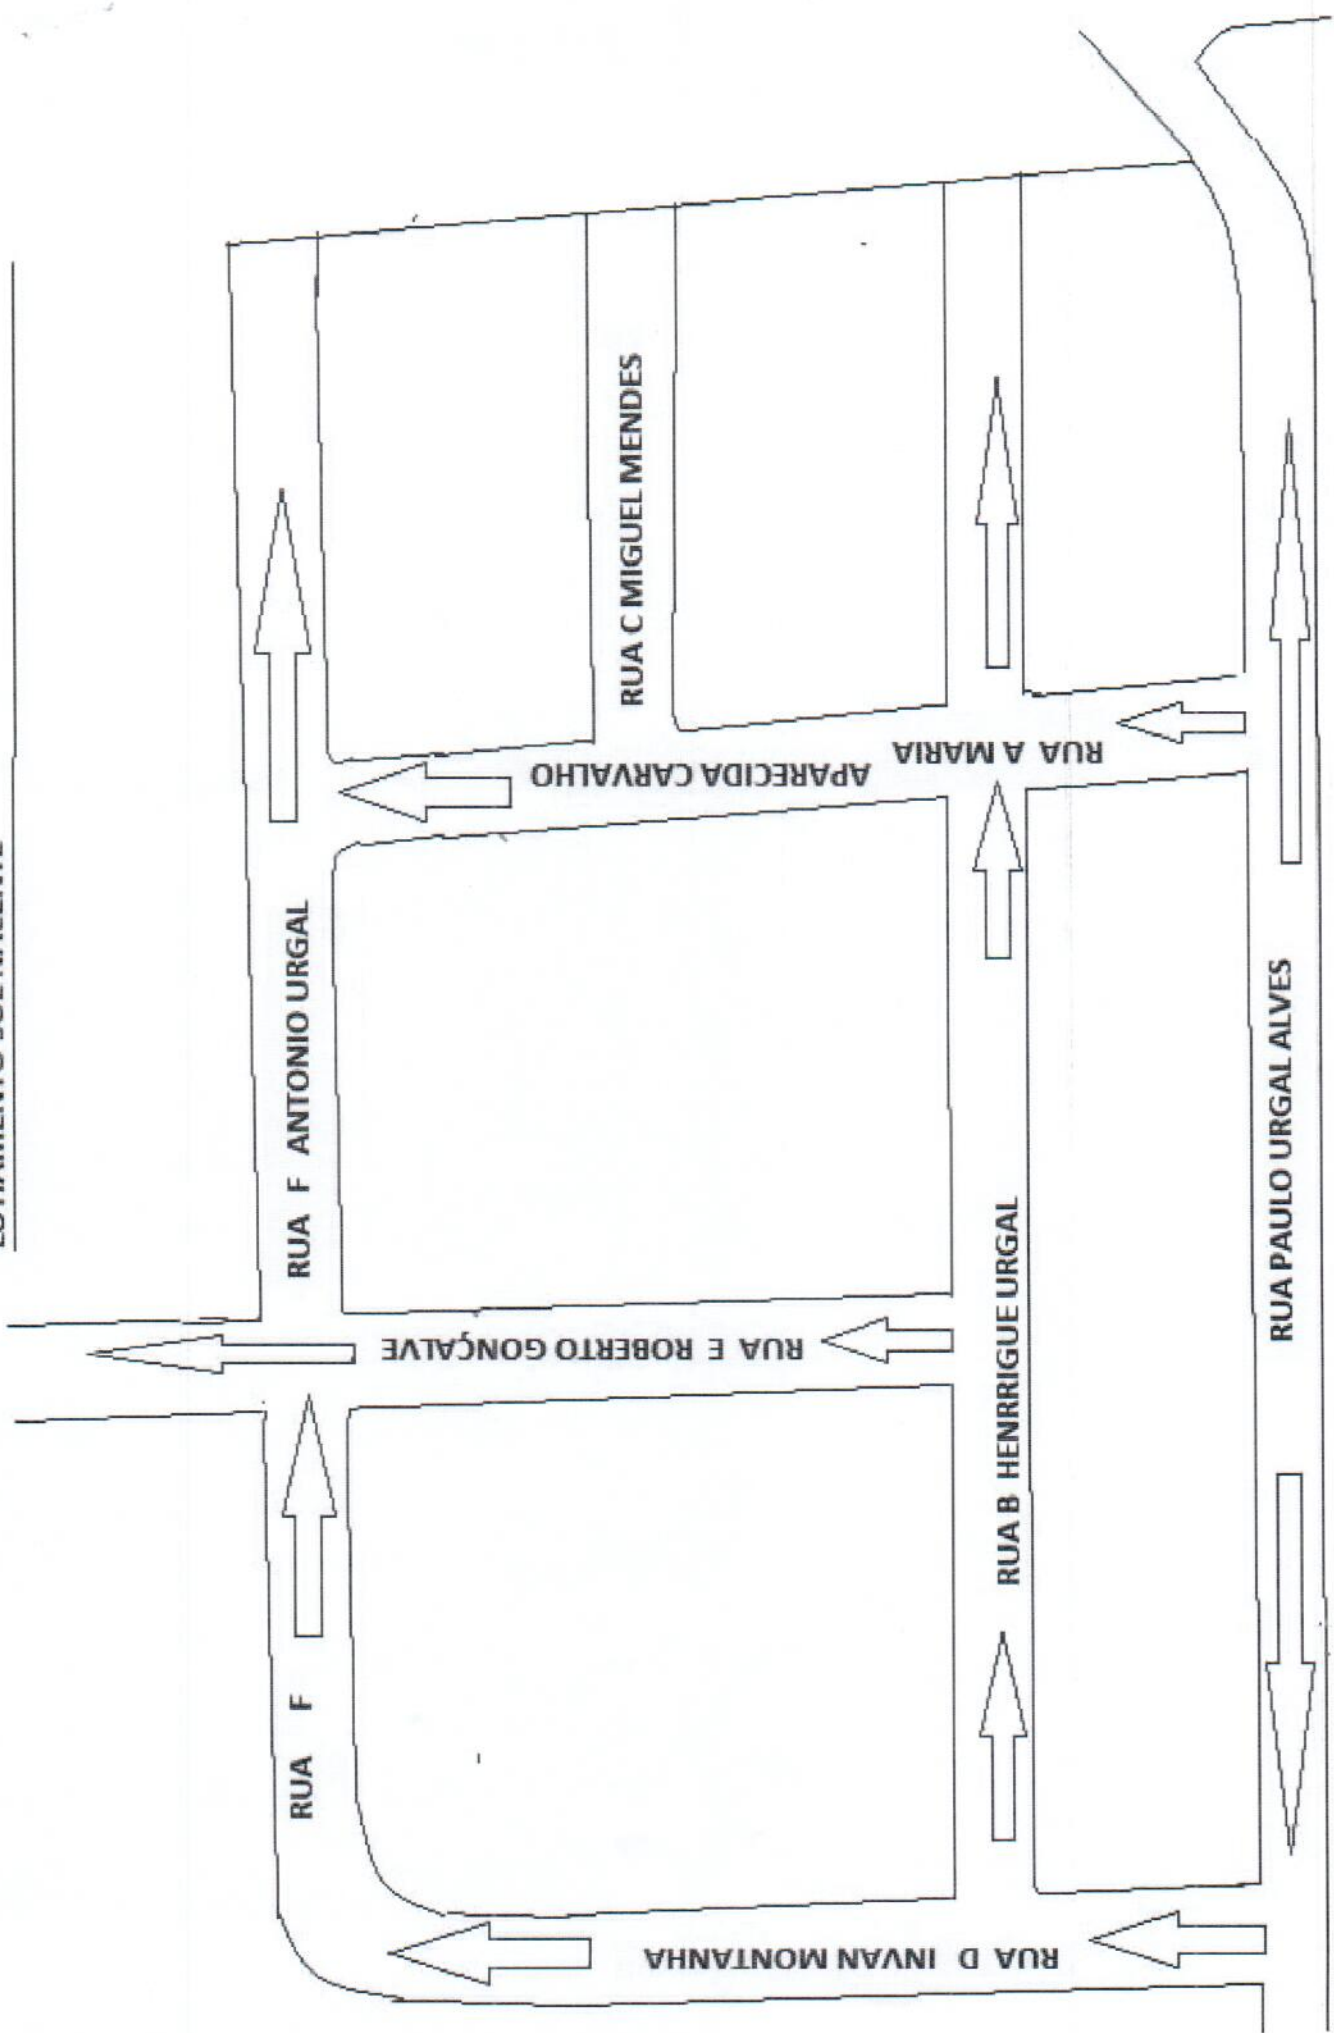 RUA F ANTONIO URGAL
RUA F
RUA C MIGUEL MENDES
RUA E ROBERTO GONÇALVE
APARECIDA CARVALHO
RUA A MARIA
RUA B HENRRIGUE URGAL
RUA D INVAN MONTANHA
RUA PAULO URGAL ALVES